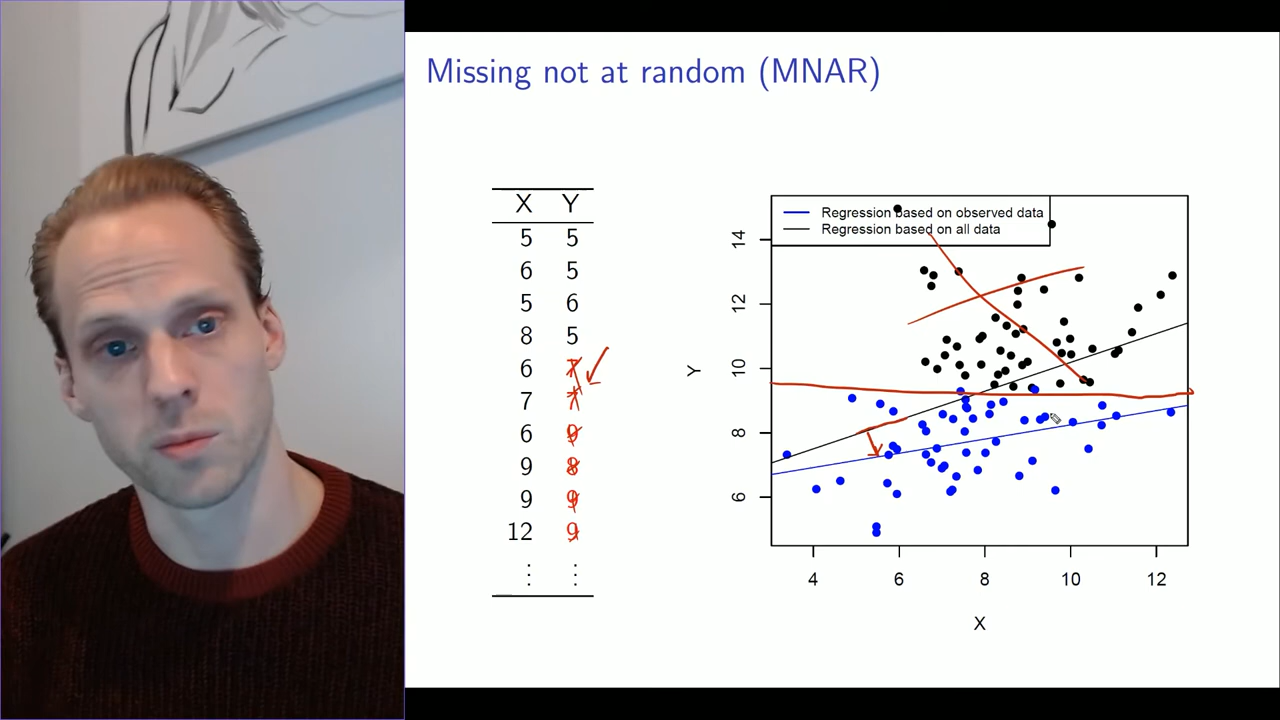 Missing not at random (MNAR)
X Y
5 5
6 5
5 6
8 5
6 7
7 7
6 9
9 8
9 9
12 9
⋮ ⋮
Regression based on observed data
Regression based on all data
14
12
10
8
6
Y
4 6 8 10 12
X